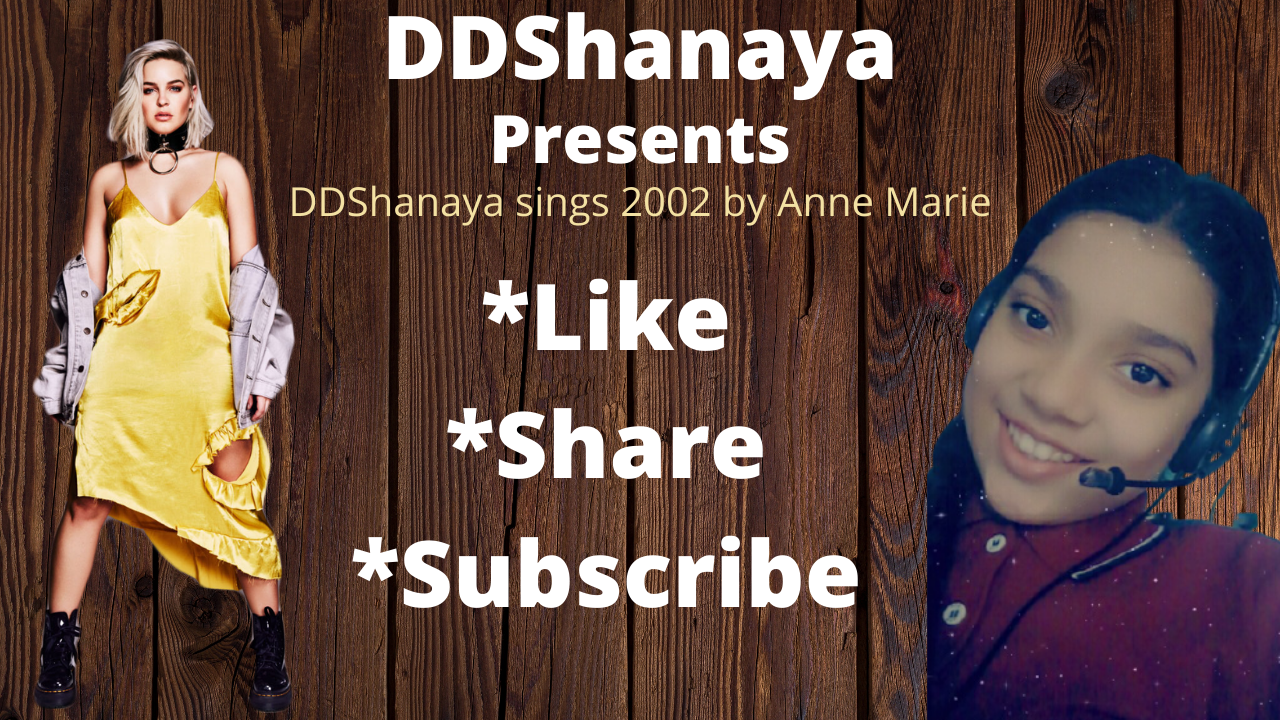 DDShanaya
Presents
DDShanaya sings 2002 by Anne Marie
*Like
*Share
*Subscribe